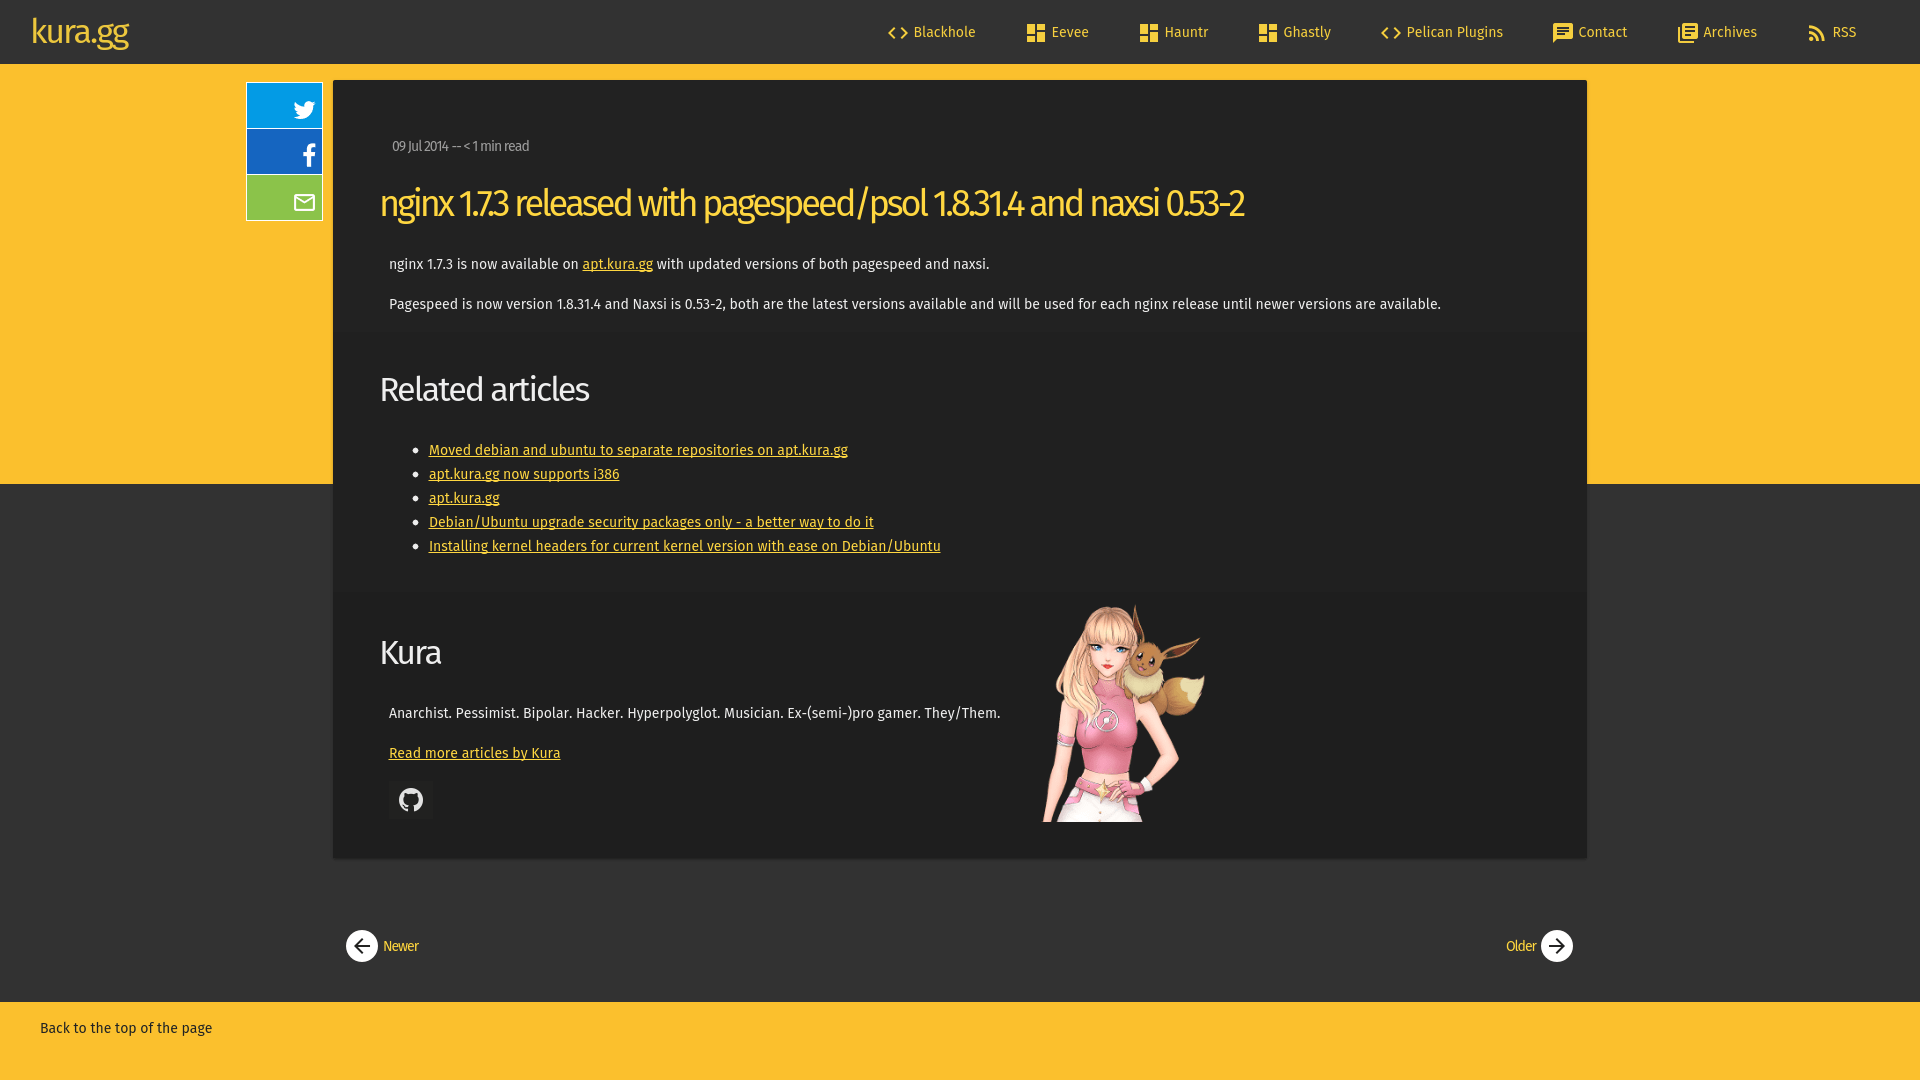 kura.gg
Blackhole
Eevee
Hauntr
Ghastly
Pelican Plugins
Contact
Archives
RSS
09 Jul 2014 -- < 1 min read
nginx 1.7.3 released with pagespeed/psol 1.8.31.4 and naxsi 0.53-2
nginx 1.7.3 is now available on apt.kura.gg with updated versions of both pagespeed and naxsi.
Pagespeed is now version 1.8.31.4 and Naxsi is 0.53-2, both are the latest versions available and will be used for each nginx release until newer versions are available.
Related articles
Moved debian and ubuntu to separate repositories on apt.kura.gg
apt.kura.gg now supports i386
apt.kura.gg
Debian/Ubuntu upgrade security packages only - a better way to do it
Installing kernel headers for current kernel version with ease on Debian/Ubuntu
Kura
Anarchist. Pessimist. Bipolar. Hacker. Hyperpolyglot. Musician. Ex-(semi-)pro gamer. They/Them.
Read more articles by Kura
Newer
Older
Back to the top of the page